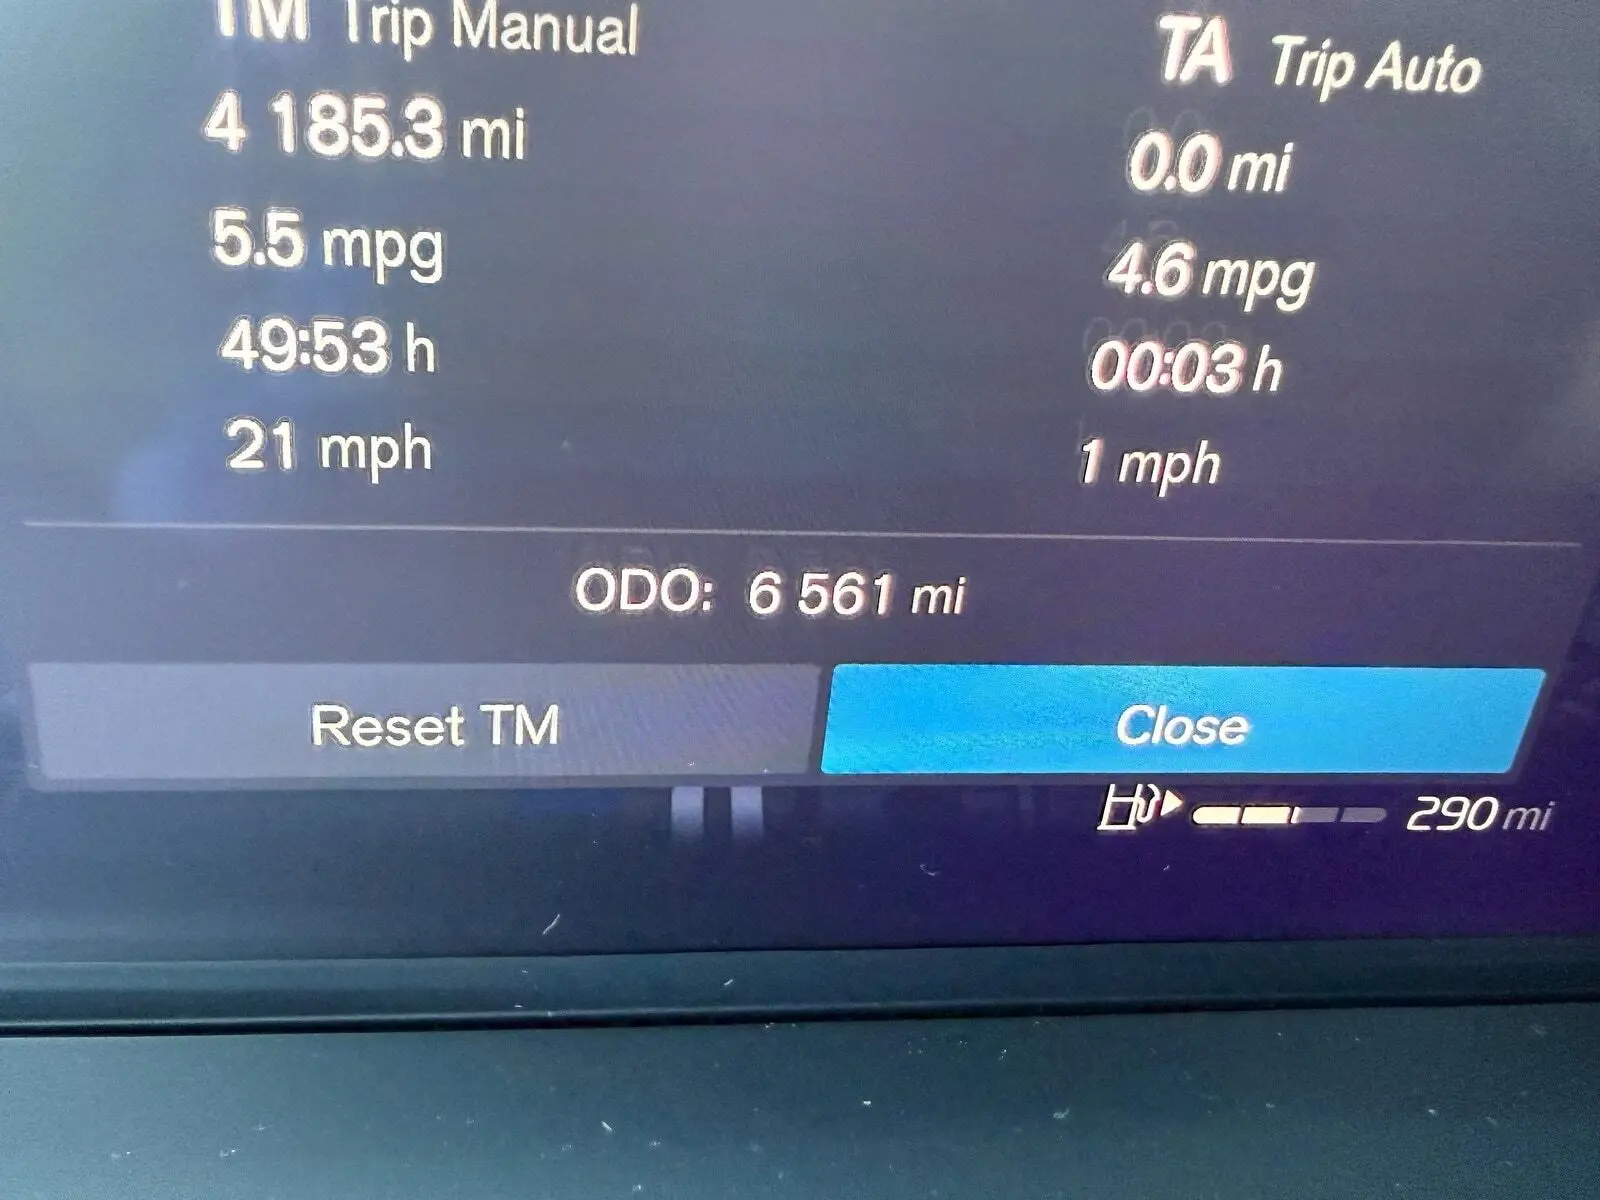 TM Trip Manual
TA Trip Auto
4 185.3 mi
0.0 mi
5.5 mpg
4.6 mpg
49:53 h
00:03 h
21 mph
1 mph
ODO: 6 561 mi
Reset TM
Close
290 mi